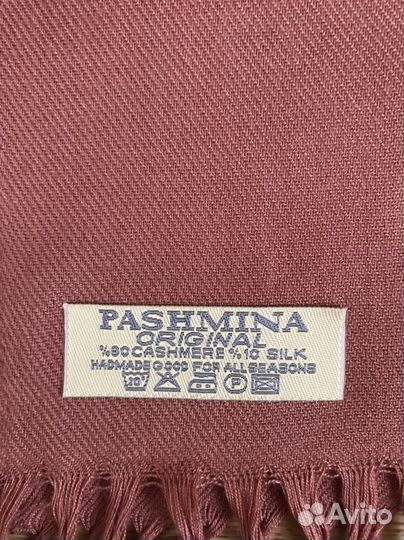 PASHMINA
ORIGINAL
%90 CASHMERE %10 SILK
HADMADE GOOD FOR ALL SEASONS
P
Avito